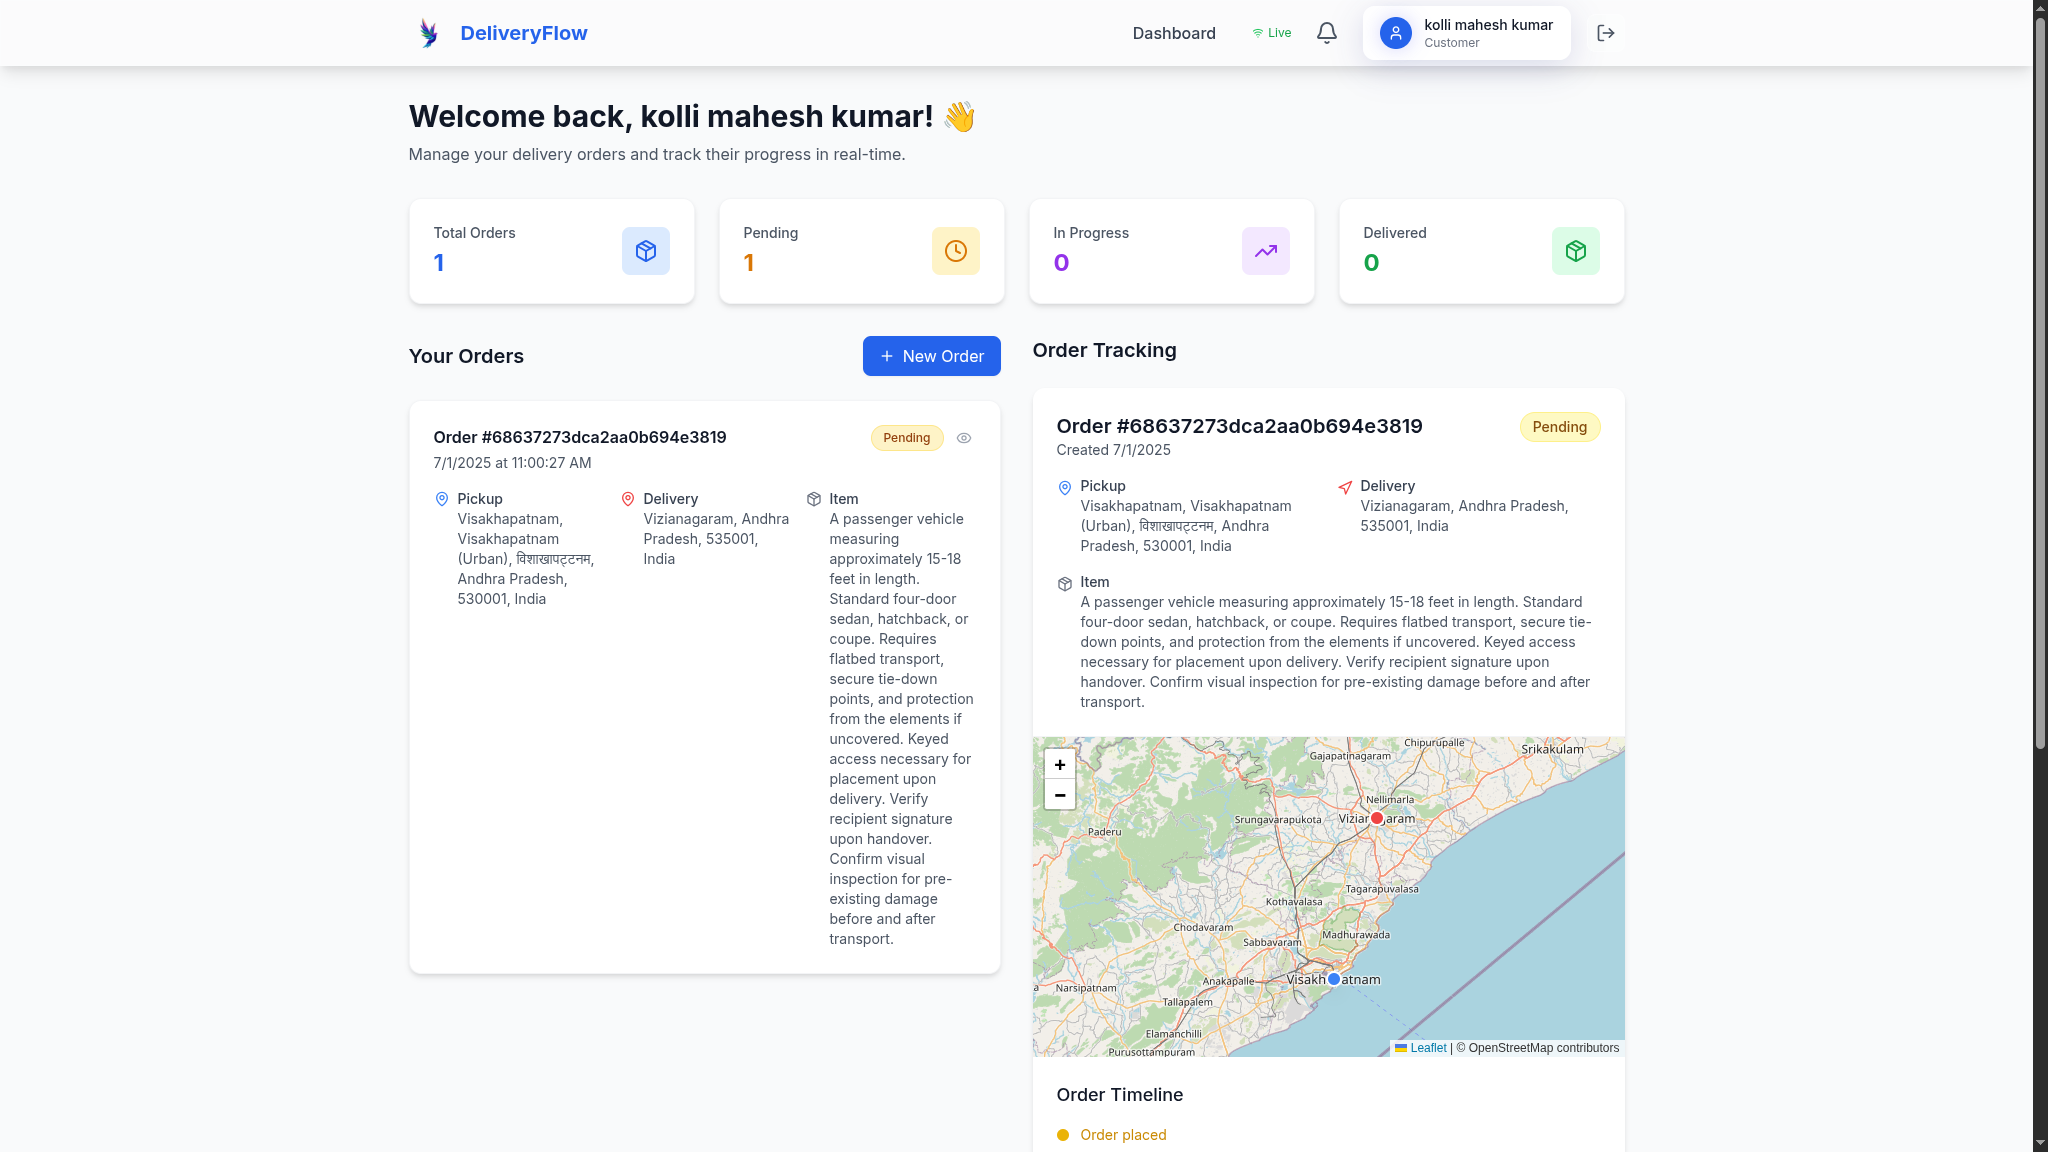 DeliveryFlow
Dashboard
Live
kolli mahesh kumar
Customer
Welcome back, kolli mahesh kumar! 👋
Manage your delivery orders and track their progress in real-time.
Total Orders
1
Pending
1
In Progress
0
Delivered
0
Your Orders
+ New Order
Order #68637273dca2aa0b694e3819
Pending
7/1/2025 at 11:00:27 AM
Pickup
Visakhapatnam,
Visakhapatnam
(Urban), विशाखापट्टनम,
Andhra Pradesh,
530001, India
Delivery
Vizianagaram, Andhra
Pradesh, 535001,
India
Item
A passenger vehicle
measuring
approximately 15-18
feet in length.
Standard four-door
sedan, hatchback, or
coupe. Requires
flatbed transport,
secure tie-down
points, and protection
from the elements if
uncovered. Keyed
access necessary for
placement upon
delivery. Verify
recipient signature
upon handover.
Confirm visual
inspection for pre-
existing damage
before and after
transport.
Order Tracking
Order #68637273dca2aa0b694e3819
Pending
Created 7/1/2025
Pickup
Visakhapatnam, Visakhapatnam
(Urban), विशाखापट्टनम, Andhra
Pradesh, 530001, India
Delivery
Vizianagaram, Andhra Pradesh,
535001, India
Item
A passenger vehicle measuring approximately 15-18 feet in length. Standard
four-door sedan, hatchback, or coupe. Requires flatbed transport, secure tie-
down points, and protection from the elements if uncovered. Keyed access
necessary for placement upon delivery. Verify recipient signature upon
handover. Confirm visual inspection for pre-existing damage before and after
transport.
+
−
Chipurupalle
Srikakulam
Gajapatinagaram
Nellimarla
Srungavarapukota
Paderu
Tagarapuvalasa
Kothavalasa
Chodavaram
Madhurawada
Sabbavaram
Anakapalle
Narsipatnam
Tallapalem
Elamanchili
Purusottampuram
Leaflet | © OpenStreetMap contributors
Order Timeline
Order placed